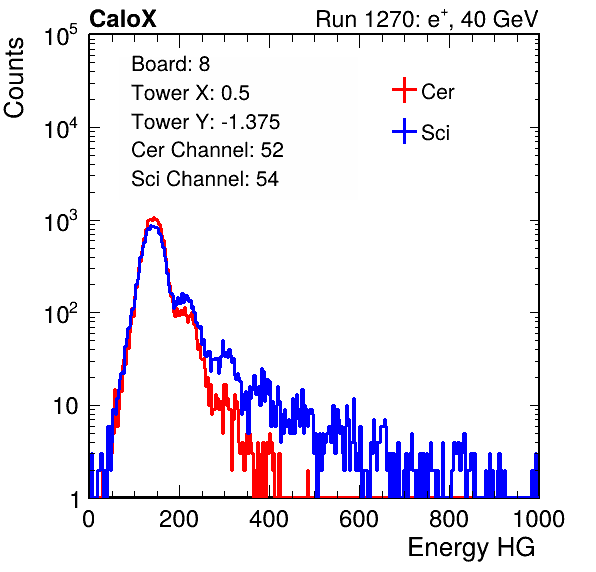 CaloX Run 1270: e⁺, 40 GeV
Counts
Board: 8
Tower X: 0.5
Tower Y: -1.375
Cer Channel: 52
Sci Channel: 54
Cer
Sci
10⁵
10⁴
10³
10²
10
1
0 200 400 600 800 1000
Energy HG